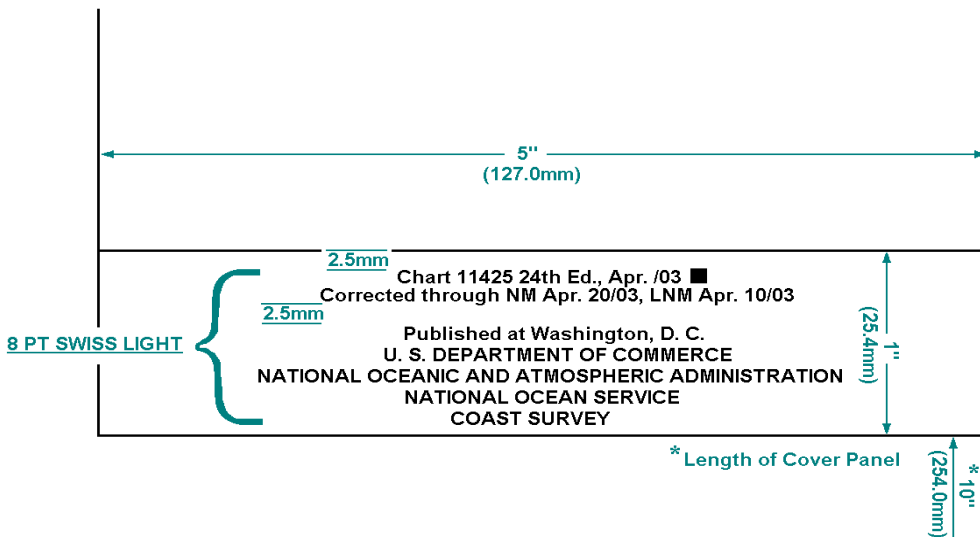 5"
(127.0mm)
2.5mm
Chart 11425 24th Ed., Apr. /03 ■
Corrected through NM Apr. 20/03, LNM Apr. 10/03
2.5mm
Published at Washington, D. C.
U. S. DEPARTMENT OF COMMERCE
NATIONAL OCEANIC AND ATMOSPHERIC ADMINISTRATION
NATIONAL OCEAN SERVICE
COAST SURVEY
8 PT SWISS LIGHT
1"
(25.4mm)
*Length of Cover Panel
* 10"
(254.0mm)